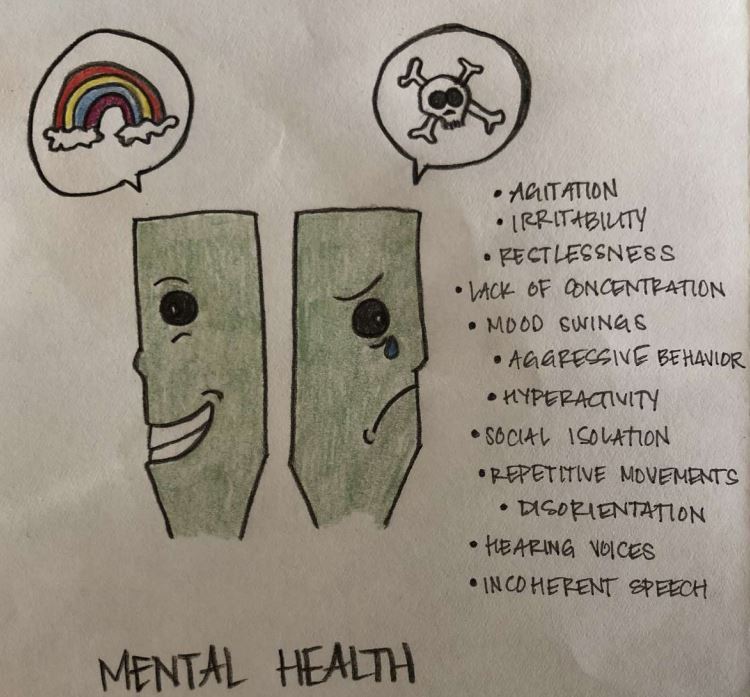 • AGITATION
• IRRITABILITY
• RESTLESSNESS
• LACK OF CONCENTRATION
• MOOD SWINGS
• AGGRESSIVE BEHAVIOR
• HYPERACTIVITY
• SOCIAL ISOLATION
• REPETITIVE MOVEMENTS
• DISORIENTATION
• HEARING VOICES
• INCOHERENT SPEECH
MENTAL HEALTH